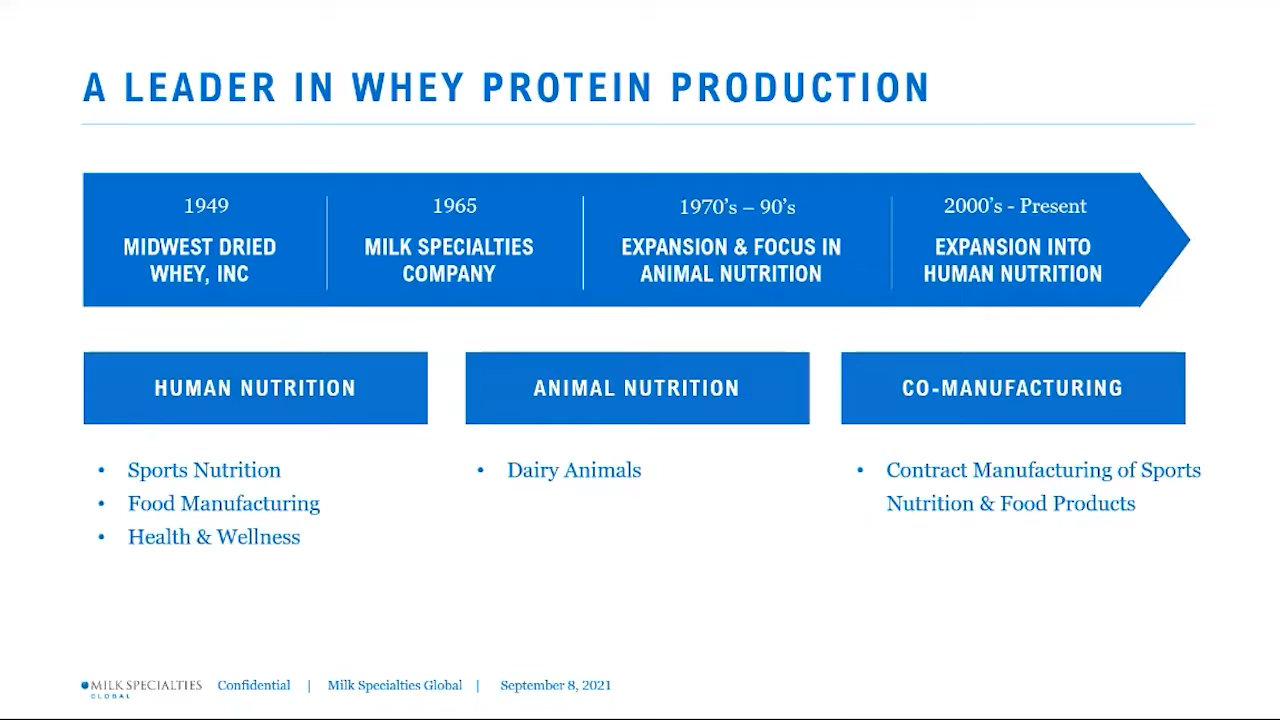 A LEADER IN WHEY PROTEIN PRODUCTION
1949
MIDWEST DRIED
WHEY, INC
1965
MILK SPECIALTIES
COMPANY
1970's – 90's
EXPANSION & FOCUS IN
ANIMAL NUTRITION
2000's - Present
EXPANSION INTO
HUMAN NUTRITION
HUMAN NUTRITION
• Sports Nutrition
• Food Manufacturing
• Health & Wellness
ANIMAL NUTRITION
• Dairy Animals
CO-MANUFACTURING
• Contract Manufacturing of Sports
Nutrition & Food Products
MILK SPECIALTIES
GLOBAL
Confidential | Milk Specialties Global | September 8, 2021